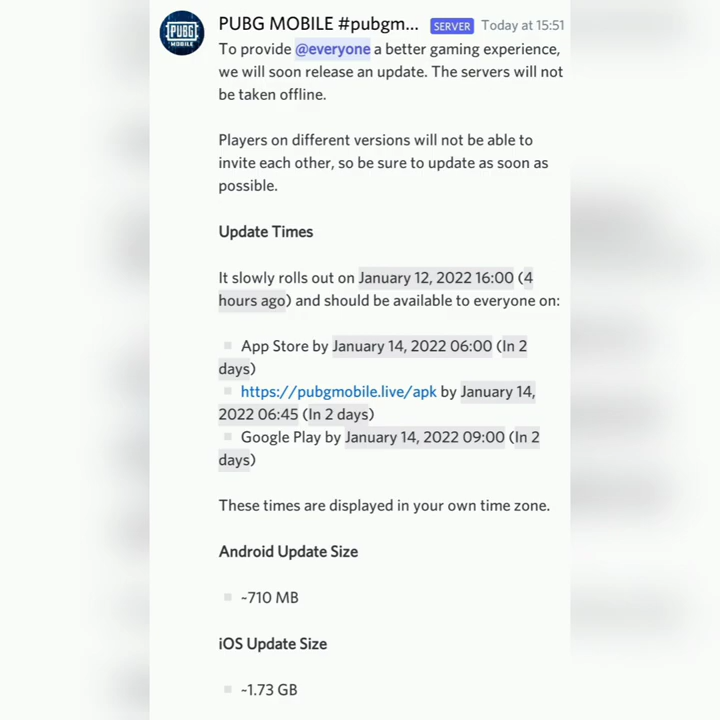 PUBG MOBILE #pubgm... SERVER Today at 15:51
PUBG
MOBILE
To provide @everyone a better gaming experience,
we will soon release an update. The servers will not
be taken offline.
Players on different versions will not be able to
invite each other, so be sure to update as soon as
possible.
Update Times
It slowly rolls out on January 12, 2022 16:00 (4
hours ago) and should be available to everyone on:
App Store by January 14, 2022 06:00 (In 2
days)
https://pubgmobile.live/apk by January 14,
2022 06:45 (In 2 days)
Google Play by January 14, 2022 09:00 (In 2
days)
These times are displayed in your own time zone.
Android Update Size
~710 MB
iOS Update Size
~1.73 GB